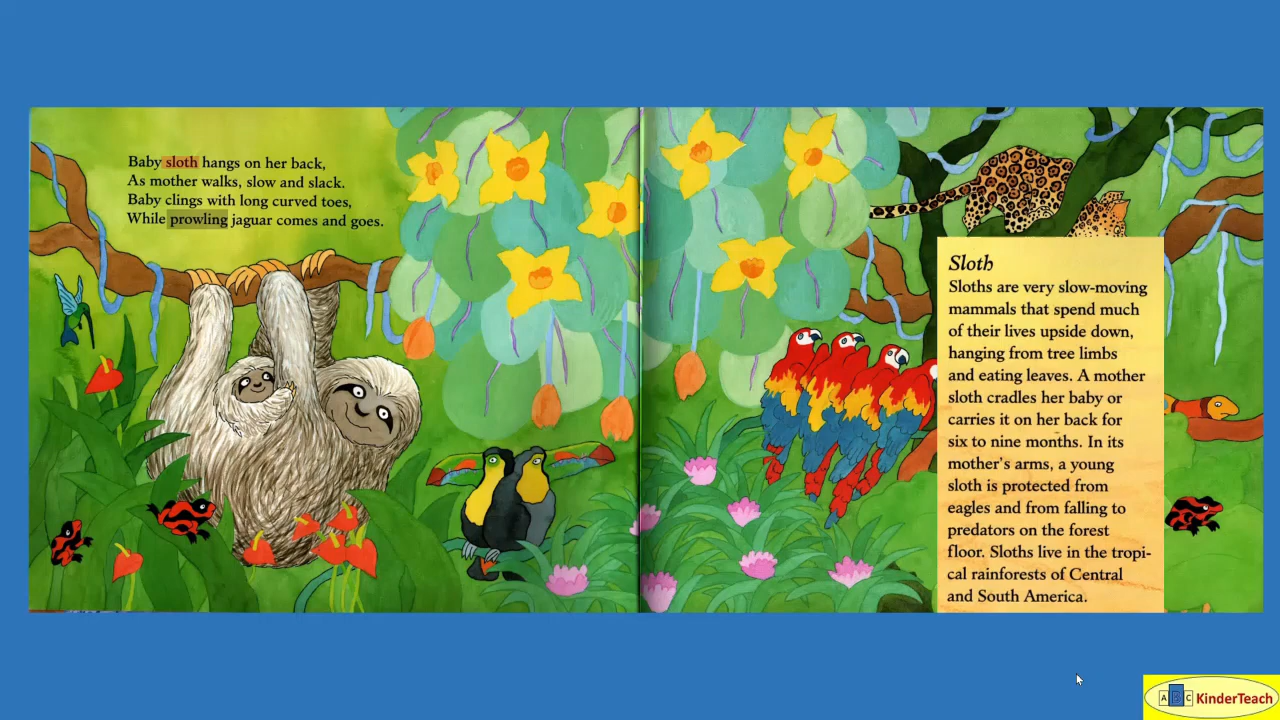 Baby sloth hangs on her back,
As mother walks, slow and slack.
Baby clings with long curved toes,
While prowling jaguar comes and goes.
Sloth
Sloths are very slow-moving
mammals that spend much
of their lives upside down,
hanging from tree limbs
and eating leaves. A mother
sloth cradles her baby or
carries it on her back for
six to nine months. In its
mother's arms, a young
sloth is protected from
eagles and from falling to
predators on the forest
floor. Sloths live in the tropi-
cal rainforests of Central
and South America.
ABC KinderTeach